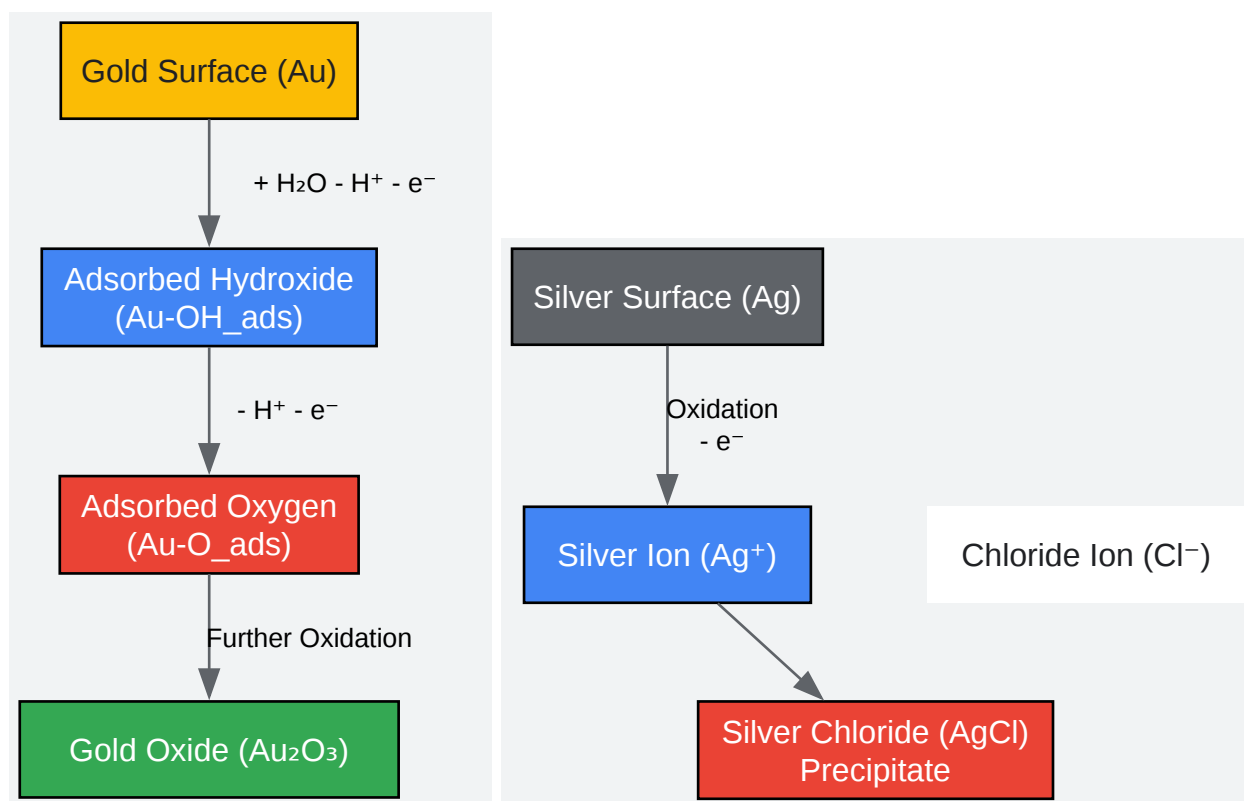 Gold Surface (Au)
+ H₂O - H⁺ - e⁻
Adsorbed Hydroxide
(Au-OH_ads)
- H⁺ - e⁻
Adsorbed Oxygen
(Au-O_ads)
Further Oxidation
Gold Oxide (Au₂O₃)
Silver Surface (Ag)
Oxidation
- e⁻
Silver Ion (Ag⁺)
Chloride Ion (Cl⁻)
Silver Chloride (AgCl)
Precipitate